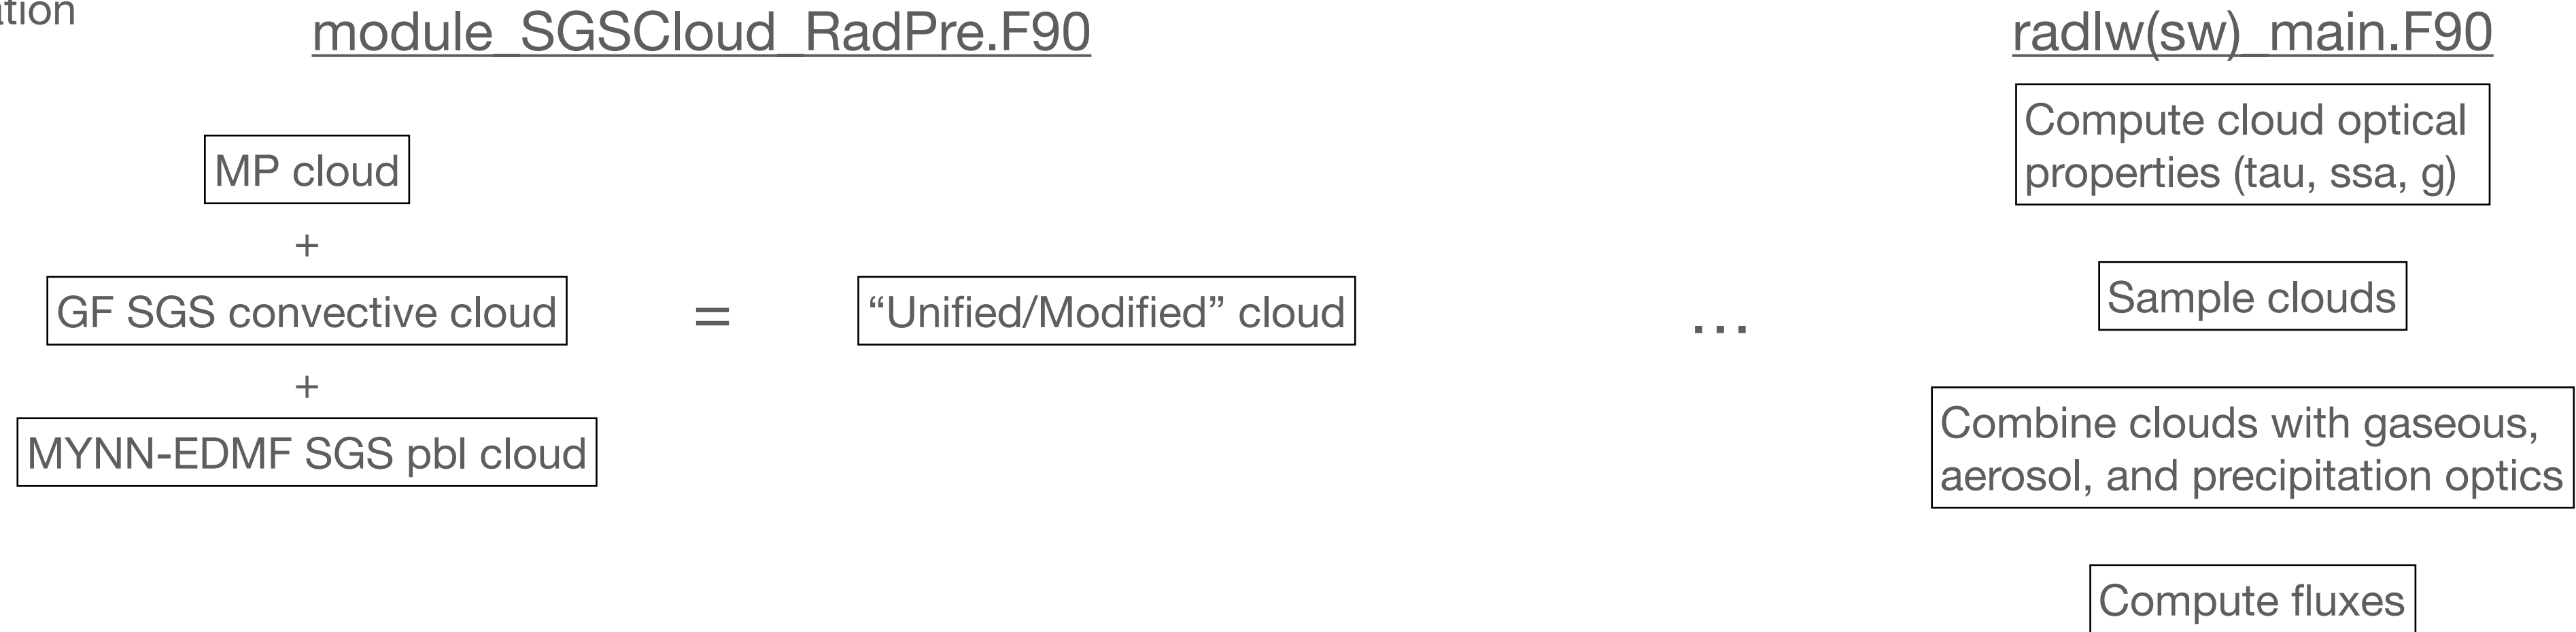 module_SGSCloud_RadPre.F90
MP cloud
+
GF SGS convective cloud
+
MYNN-EDMF SGS pbl cloud
=
“Unified/Modified” cloud
...
radlw(sw)_main.F90
Compute cloud optical
properties (tau, ssa, g)
Sample clouds
Combine clouds with gaseous,
aerosol, and precipitation optics
Compute fluxes